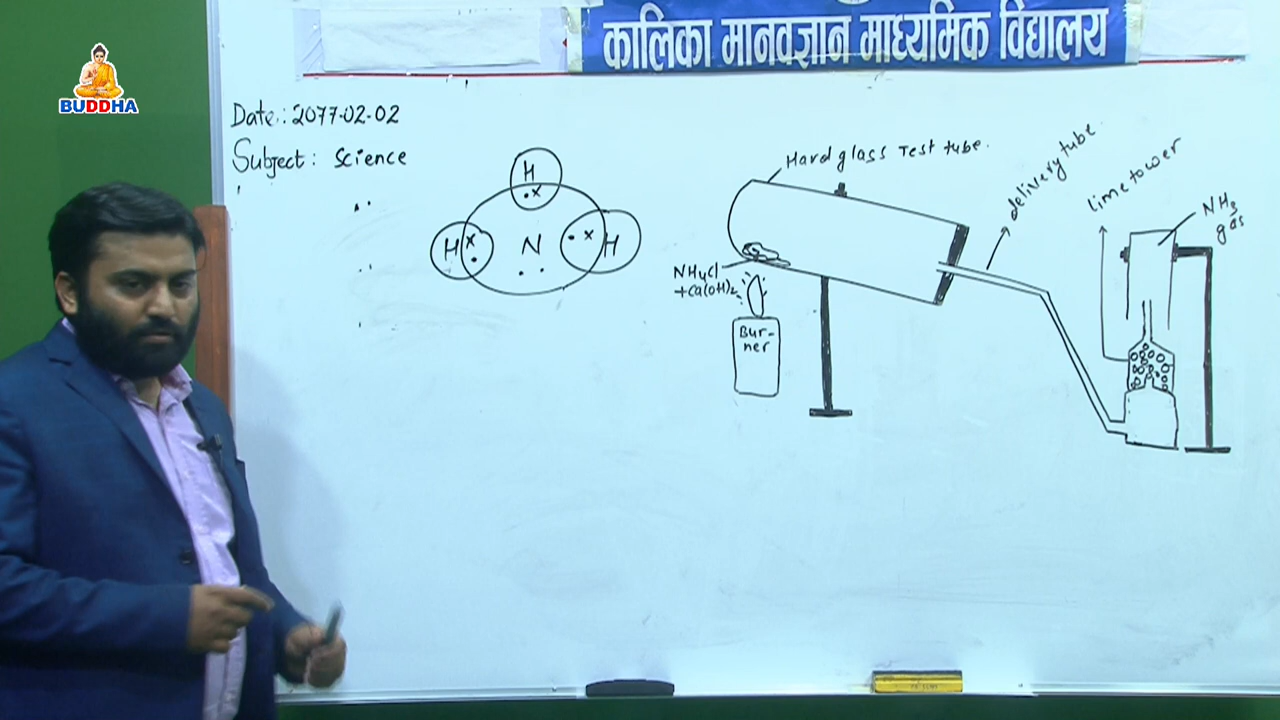 BUDDHA
कालिका मानवज्ञान माध्यमिक विद्यालय
Date: 2077-02-02
Subject: Science
H
H
N
H
Hard glass Test tube.
delivery tube.
lime tower
NH₃
gas
NH₄Cl
+Ca(OH)₂
Bur-
ner